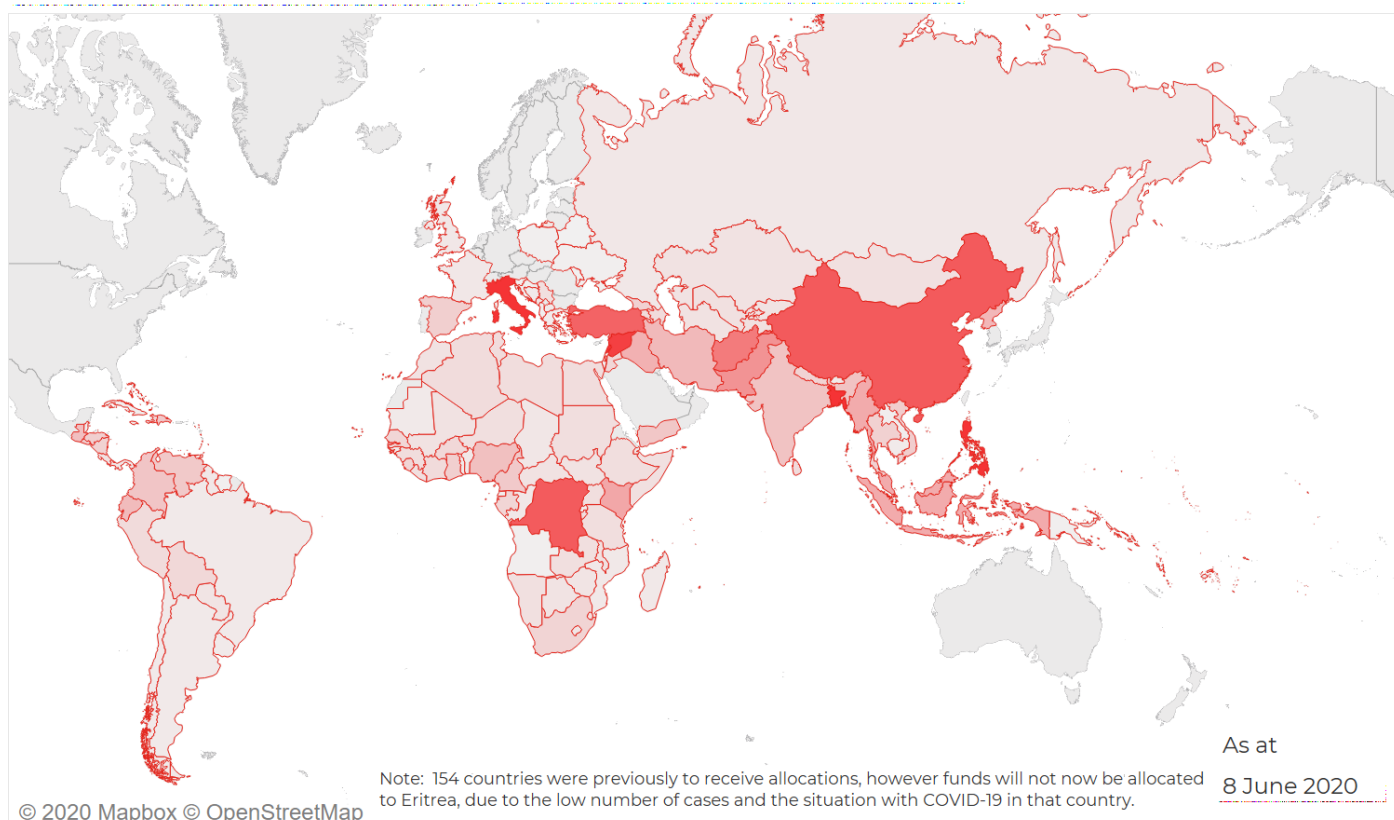 As at
Note:  154 countries were previously to receive allocations, however funds will not now be allocated
to Eritrea, due to the low number of cases and the situation with COVID-19 in that country.
8 June 2020
© 2020 Mapbox © OpenStreetMap